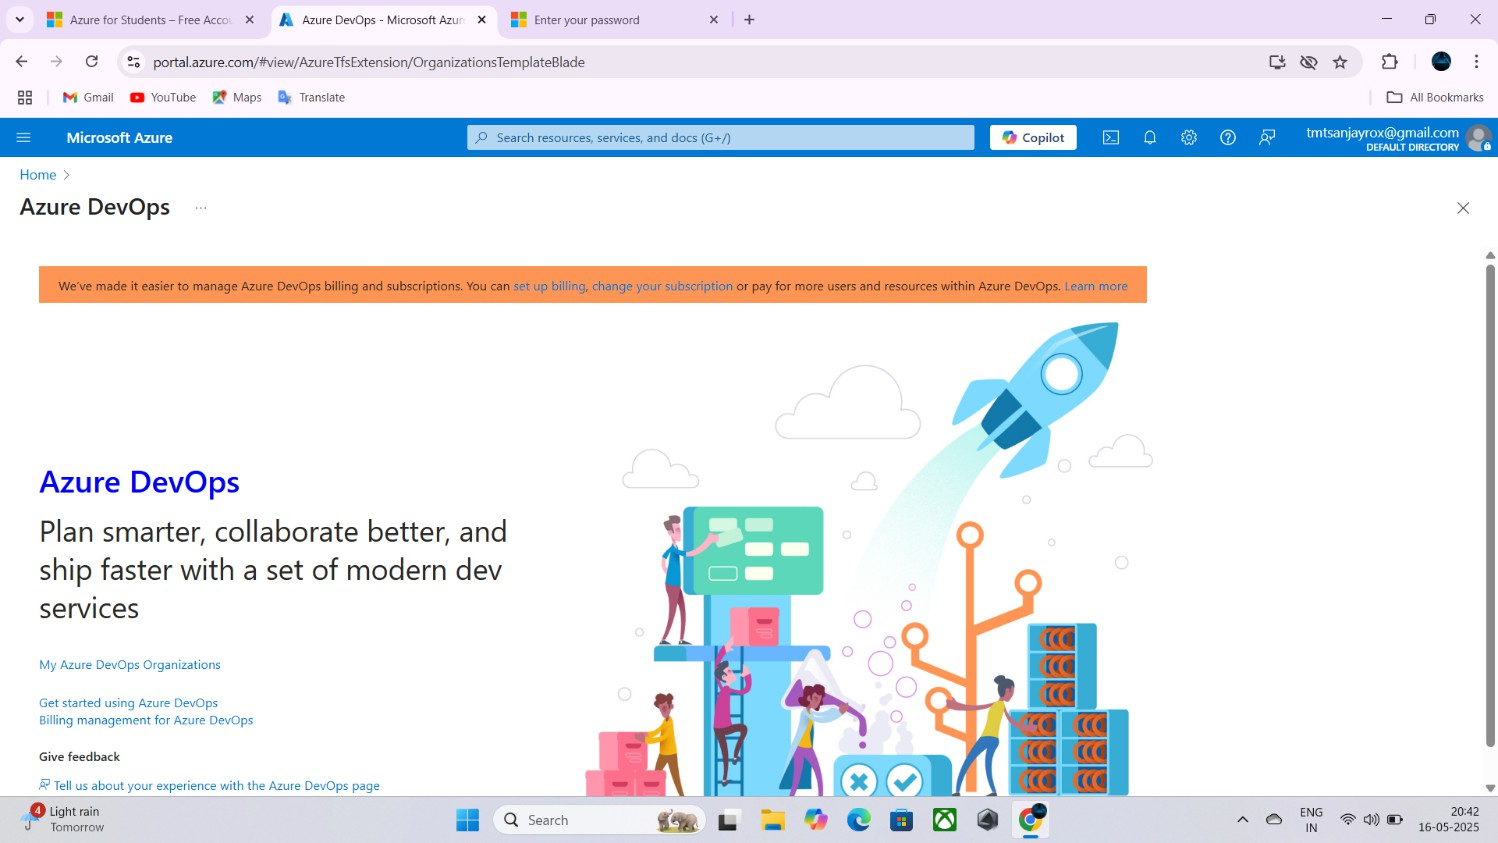 Azure for Students – Free Accou
Azure DevOps - Microsoft Azur
Enter your password
portal.azure.com/#view/AzureTfsExtension/OrganizationsTemplateBlade
Gmail
YouTube
Maps
Translate
All Bookmarks
Microsoft Azure
Search resources, services, and docs (G+/)
Copilot
tmtsanjayrox@gmail.com
DEFAULT DIRECTORY
Home
Azure DevOps
We've made it easier to manage Azure DevOps billing and subscriptions. You can set up billing, change your subscription or pay for more users and resources within Azure DevOps. Learn more
Azure DevOps
Plan smarter, collaborate better, and
ship faster with a set of modern dev
services
My Azure DevOps Organizations
Get started using Azure DevOps
Billing management for Azure DevOps
Give feedback
Tell us about your experience with the Azure DevOps page
4
Light rain
Tomorrow
Search
ENG
IN
20:42
16-05-2025